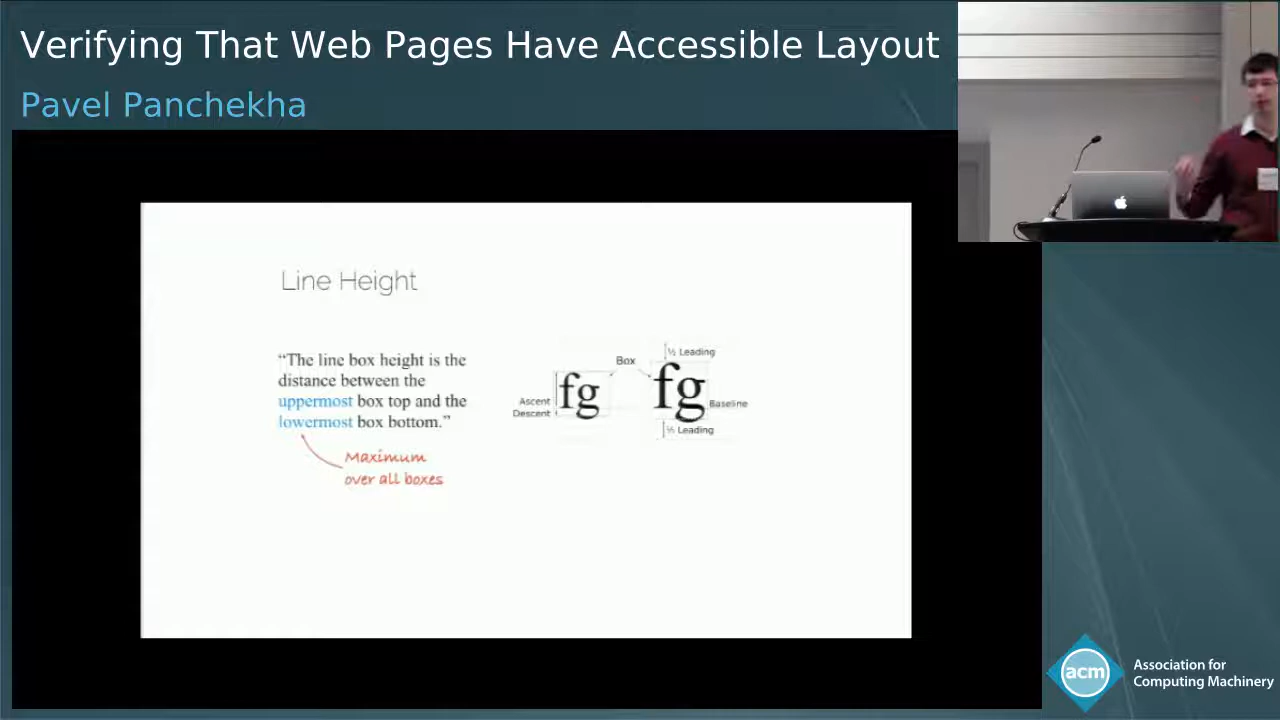 Verifying That Web Pages Have Accessible Layout
Pavel Panchekha
Line Height
“The line box height is the
distance between the
uppermost box top and the
lowermost box bottom.”
Maximum
over all boxes
Box
½ Leading
fg
fg
Ascent
Descent
Baseline
½ Leading
acm
Association for
Computing Machinery